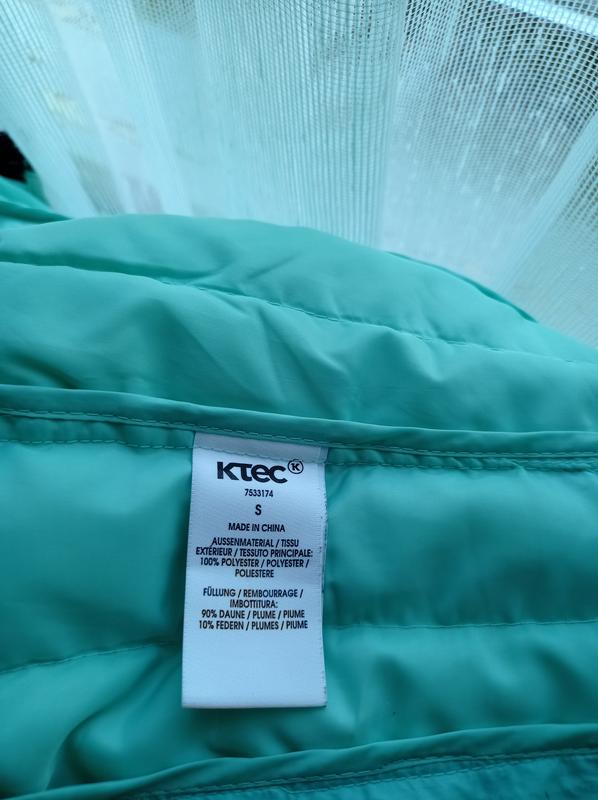 KTEC K
7533174
S
MADE IN CHINA
AUSSENMATERIAL / TISSU
EXTÉRIEUR / TESSUTO PRINCIPALE:
100% POLYESTER / POLYESTER /
POLIESTERE
FÜLLUNG / REMBOURRAGE /
IMBOTTITURA:
90% DAUNE / PLUME / PIUME
10% FEDERN / PLUMES / PIUME